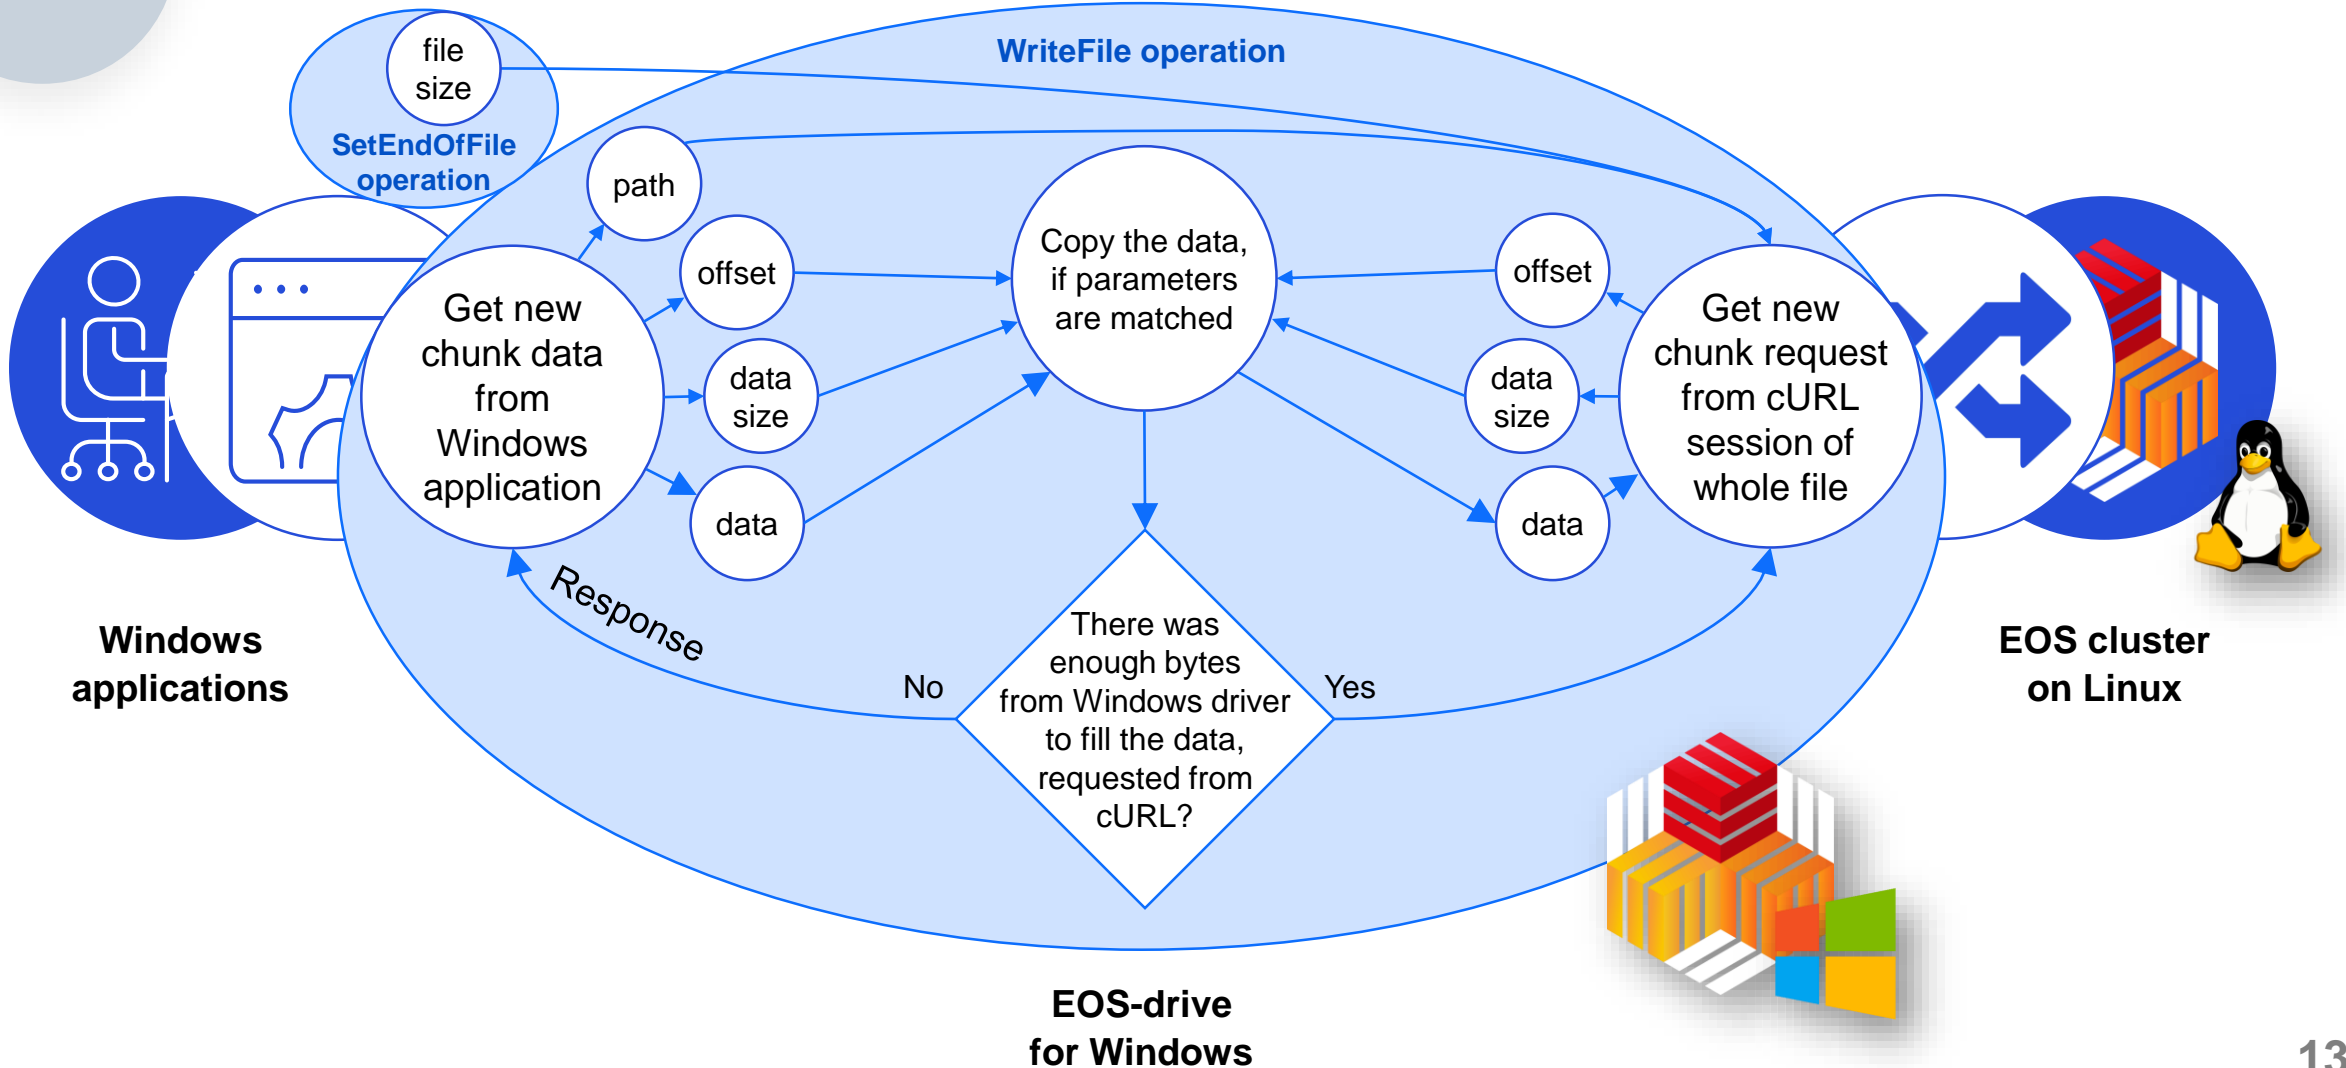 file
size
SetEndOfFile
operation
WriteFile operation
path
offset
data
size
data
Get new
chunk data
from
Windows
application
Copy the data,
if parameters
are matched
offset
data
size
data
Get new
chunk request
from cURL
session of
whole file
Response
No
There was
enough bytes
from Windows driver
to fill the data,
requested from
cURL?
Yes
Windows
applications
EOS cluster
on Linux
EOS-drive
for Windows
13